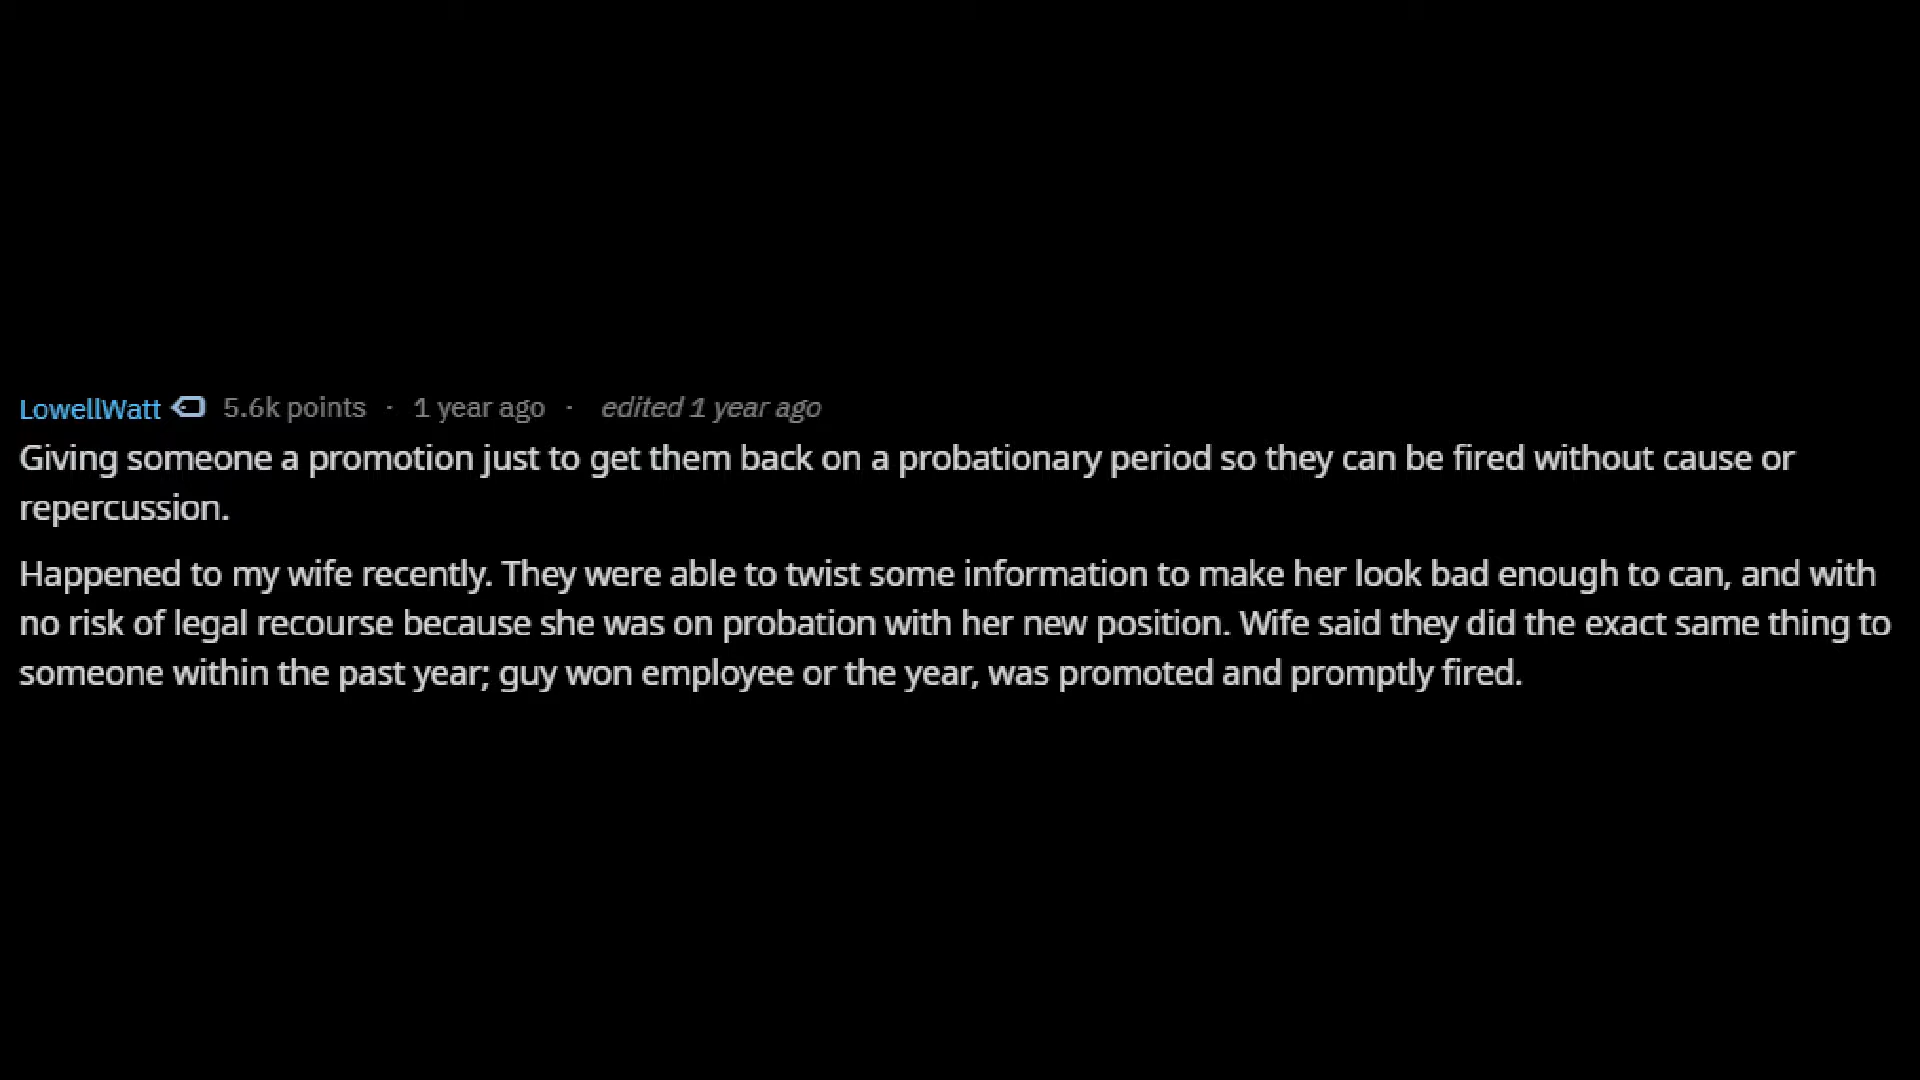 LowellWatt 5.6k points · 1 year ago · edited 1 year ago
Giving someone a promotion just to get them back on a probationary period so they can be fired without cause or
repercussion.
Happened to my wife recently. They were able to twist some information to make her look bad enough to can, and with
no risk of legal recourse because she was on probation with her new position. Wife said they did the exact same thing to
someone within the past year; guy won employee or the year, was promoted and promptly fired.